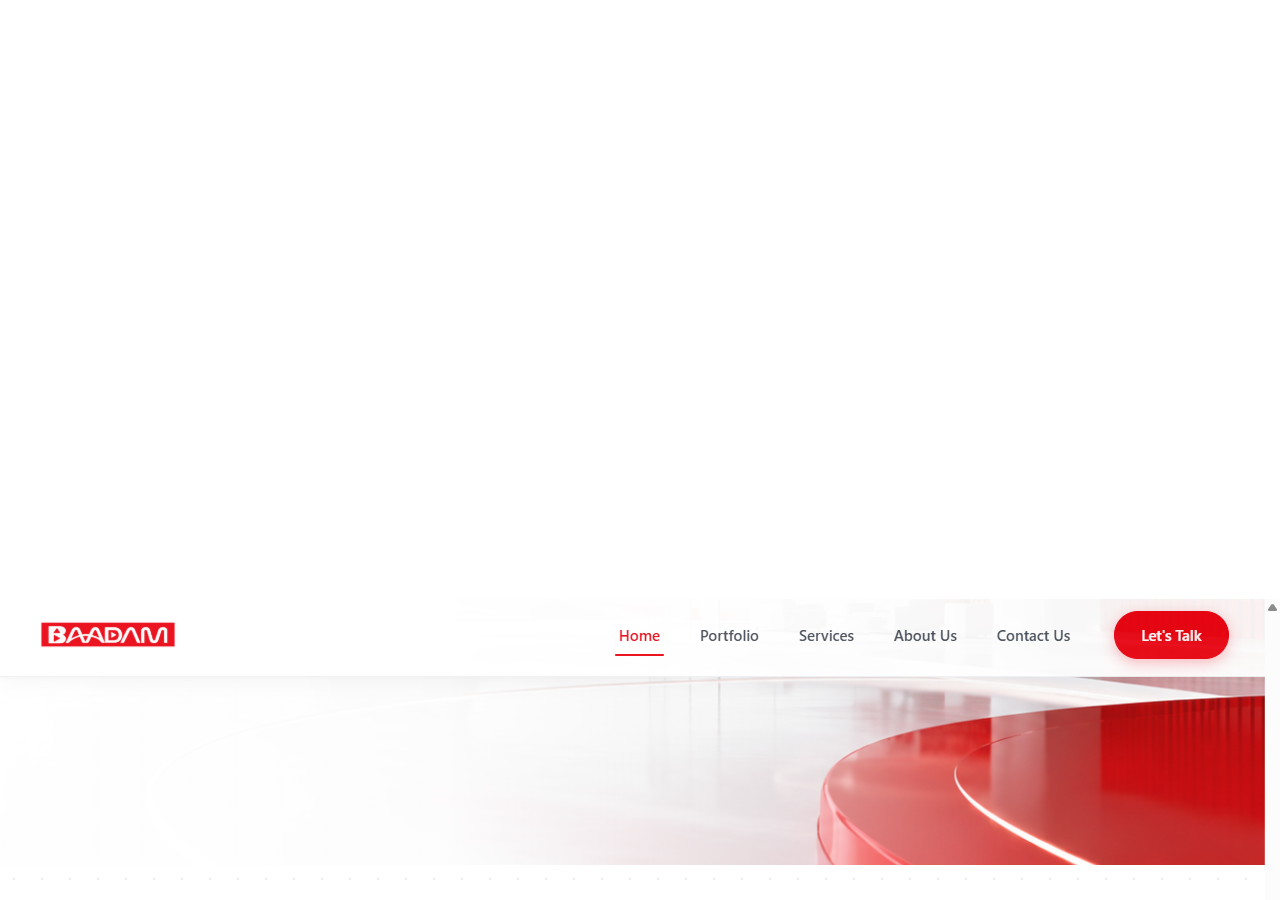 BAADAM
Home
Portfolio
Services
About Us
Contact Us
Let's Talk